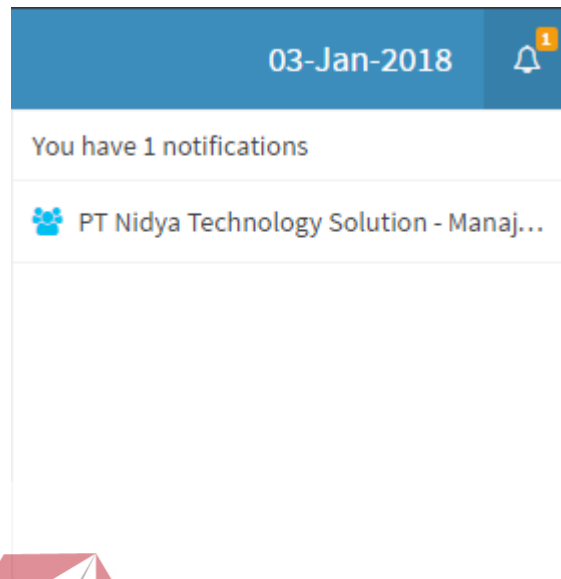 03-Jan-2018 1
You have 1 notifications
PT Nidya Technology Solution - Manaj...